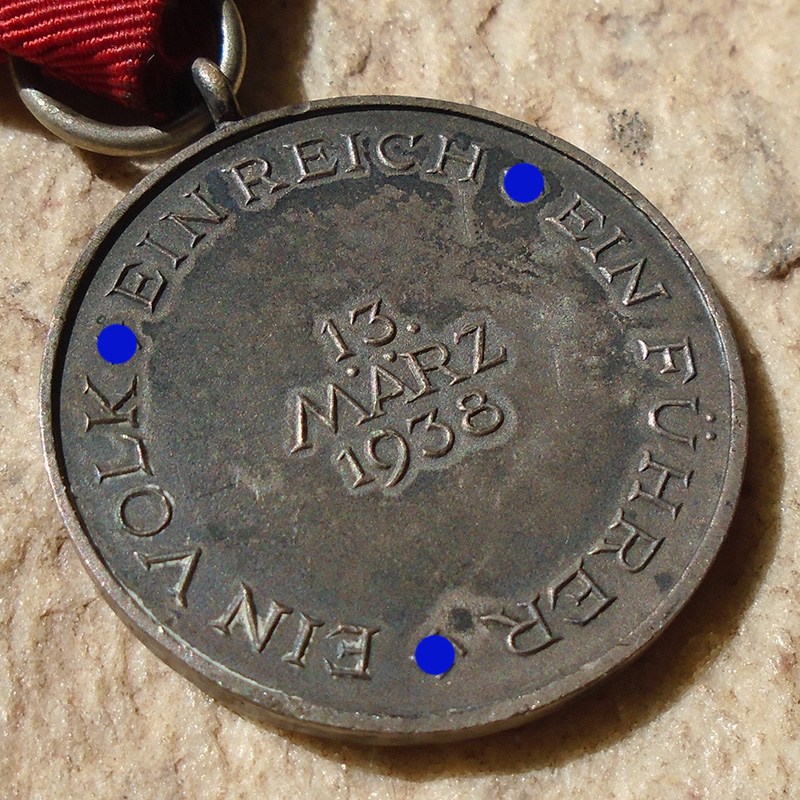 EIN VOLK EIN REICH EIN FÜHRER
13.
MÄRZ
1938